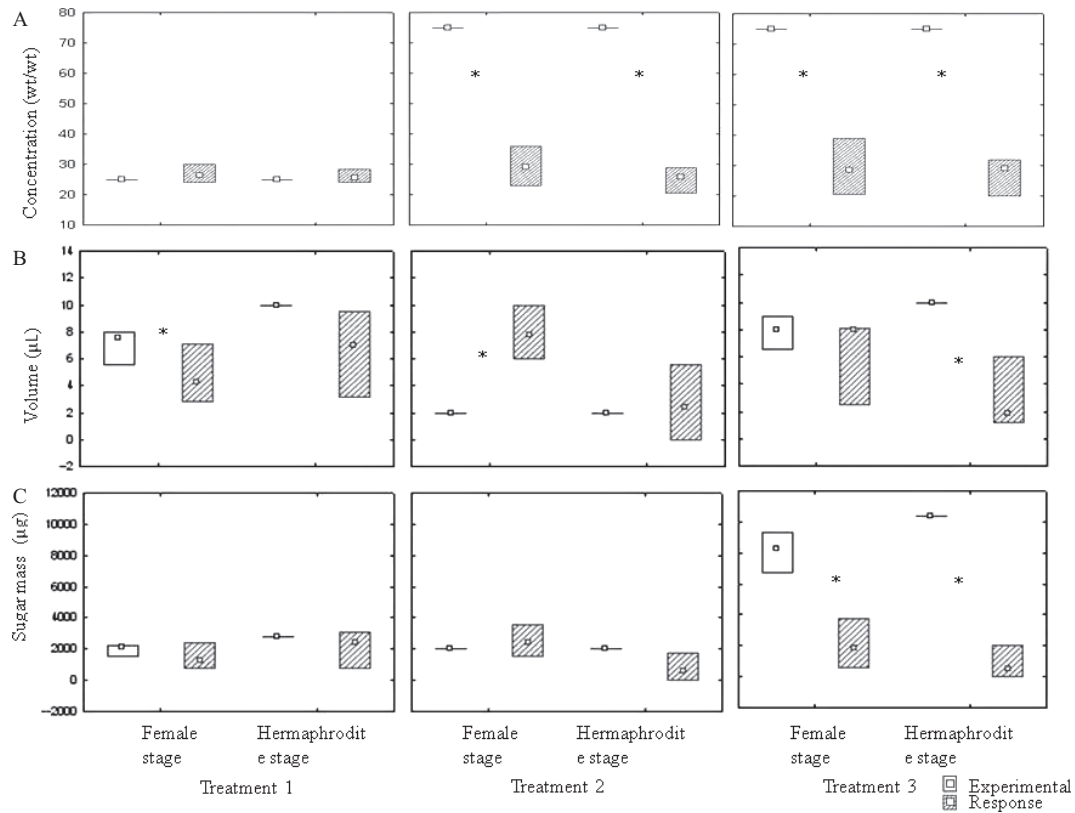 A
Concentration (wt/wt)
80
70
60
50
40
30
20
10
*
*
*
*
B
Volume (µL)
14
12
10
8
6
4
2
0
−2
*
*
*
C
Sugar mass (µg)
12000
10000
8000
6000
4000
2000
0
−2000
*
*
Female stage
Hermaphrodit e stage
Female stage
Hermaphrodit e stage
Female stage
Hermaphrodit e stage
Treatment 1
Treatment 2
Treatment 3
Experimental
Response